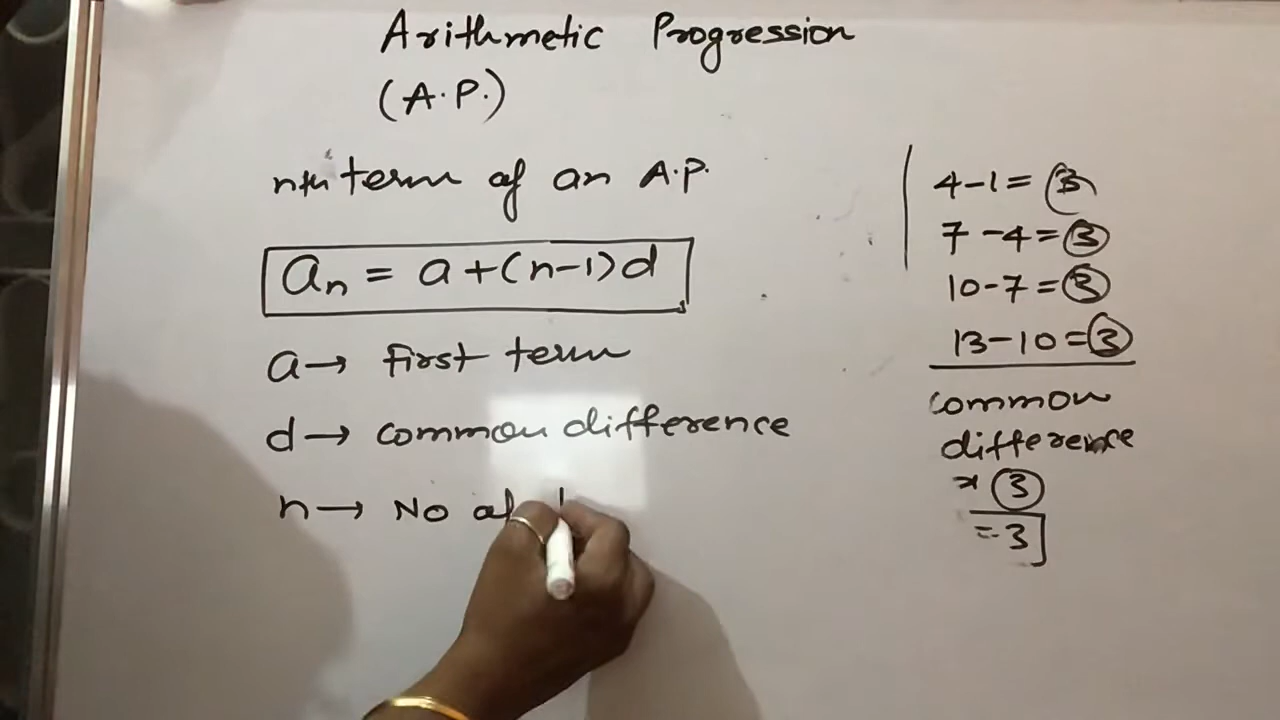 Arithmetic Progression
(A.P.)
nth term of an A.P.
an = a+(n-1)d
a→ first term
d→ common difference
n→ No of
4-1=3
7-4=3
10-7=3
13-10=3
common
difference
3
=3